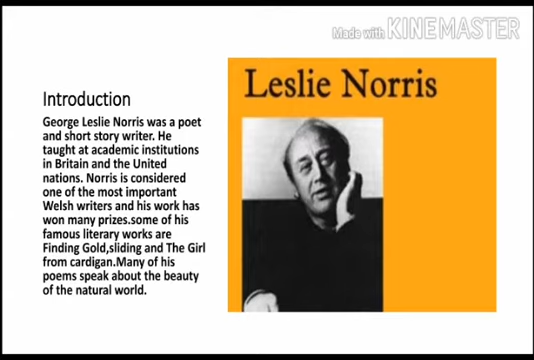 Made with KINEMASTER
Leslie Norris
Introduction
George Leslie Norris was a poet
and short story writer. He
taught at academic institutions
in Britain and the United
nations. Norris is considered
one of the most important
Welsh writers and his work has
won many prizes.some of his
famous literary works are
Finding Gold,sliding and The Girl
from cardigan.Many of his
poems speak about the beauty
of the natural world.